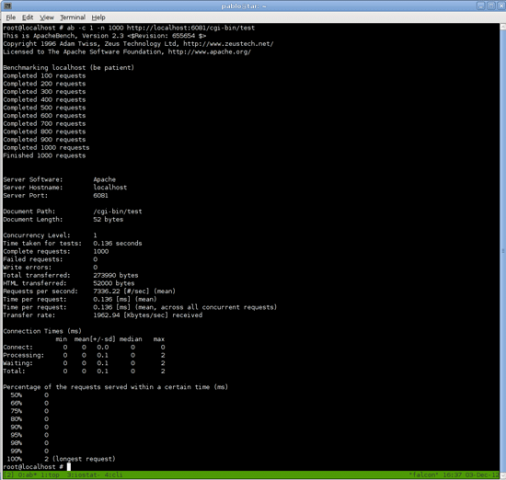 File Edit View Terminal Help
root@localhost # ab -c 1 -n 1000 http://localhost:6081/cgi-bin/test
This is ApacheBench, Version 2.3 <$Revision: 655654 $>
Copyright 1996 Adam Twiss, Zeus Technology Ltd, http://www.zeustech.net/
Licensed to The Apache Software Foundation, http://www.apache.org/
Benchmarking localhost (be patient)
Completed 100 requests
Completed 200 requests
Completed 300 requests
Completed 400 requests
Completed 500 requests
Completed 600 requests
Completed 700 requests
Completed 800 requests
Completed 900 requests
Completed 1000 requests
Finished 1000 requests
Server Software: Apache
Server Hostname: localhost
Server Port: 6081
Document Path: /cgi-bin/test
Document Length: 52 bytes
Concurrency Level: 1
Time taken for tests: 0.136 seconds
Complete requests: 1000
Failed requests: 0
Write errors: 0
Total transferred: 273990 bytes
HTML transferred: 52000 bytes
Requests per second: 7336.22 [#/sec] (mean)
Time per request: 0.136 [ms] (mean)
Time per request: 0.136 [ms] (mean, across all concurrent requests)
Transfer rate: 1962.94 [Kbytes/sec] received
Connection Times (ms)
min mean[+/-sd] median max
Connect: 0 0 0.0 0 0
Processing: 0 0 0.1 0 2
Waiting: 0 0 0.1 0 2
Total: 0 0 0.1 0 2
Percentage of the requests served within a certain time (ms)
50% 0
66% 0
75% 0
80% 0
90% 0
95% 0
98% 0
99% 0
100% 2 (longest request)
root@localhost #